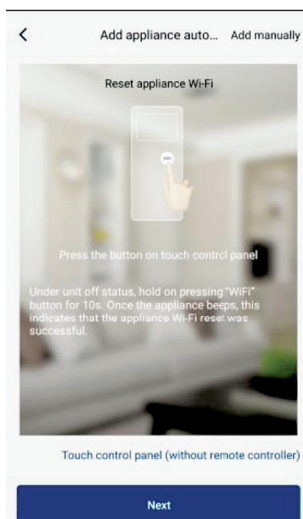 Add appliance auto... Add manually
Reset appliance Wi-Fi
Press the button on touch control panel
Under unit off status, hold on pressing "WiFi"
button for 10s. Once the appliance beeps, this
indicates that the appliance Wi-Fi reset was
successful.
Touch control panel (without remote controller)
Next